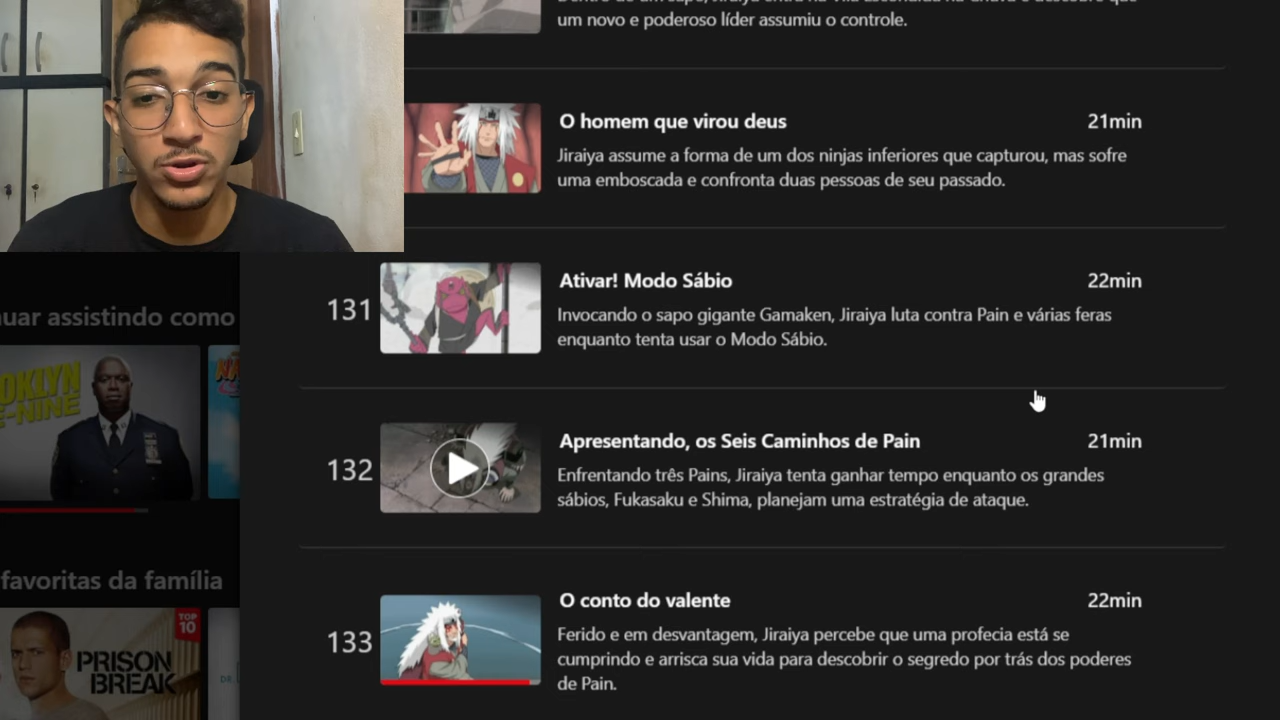 um novo e poderoso líder assumiu o controle.
O homem que virou deus
21min
Jiraiya assume a forma de um dos ninjas inferiores que capturou, mas sofre
uma emboscada e confronta duas pessoas de seu passado.
131
Ativar! Modo Sábio
22min
Invocando o sapo gigante Gamaken, Jiraiya luta contra Pain e várias feras
enquanto tenta usar o Modo Sábio.
132
Apresentando, os Seis Caminhos de Pain
21min
Enfrentando três Pains, Jiraiya tenta ganhar tempo enquanto os grandes
sábios, Fukasaku e Shima, planejam uma estratégia de ataque.
133
O conto do valente
22min
Ferido e em desvantagem, Jiraiya percebe que uma profecia está se
cumprindo e arrisca sua vida para descobrir o segredo por trás dos poderes
de Pain.
uar assistindo como
OKLYN
E-NINE
favoritas da família
TOP
10
PRISON
BREAK